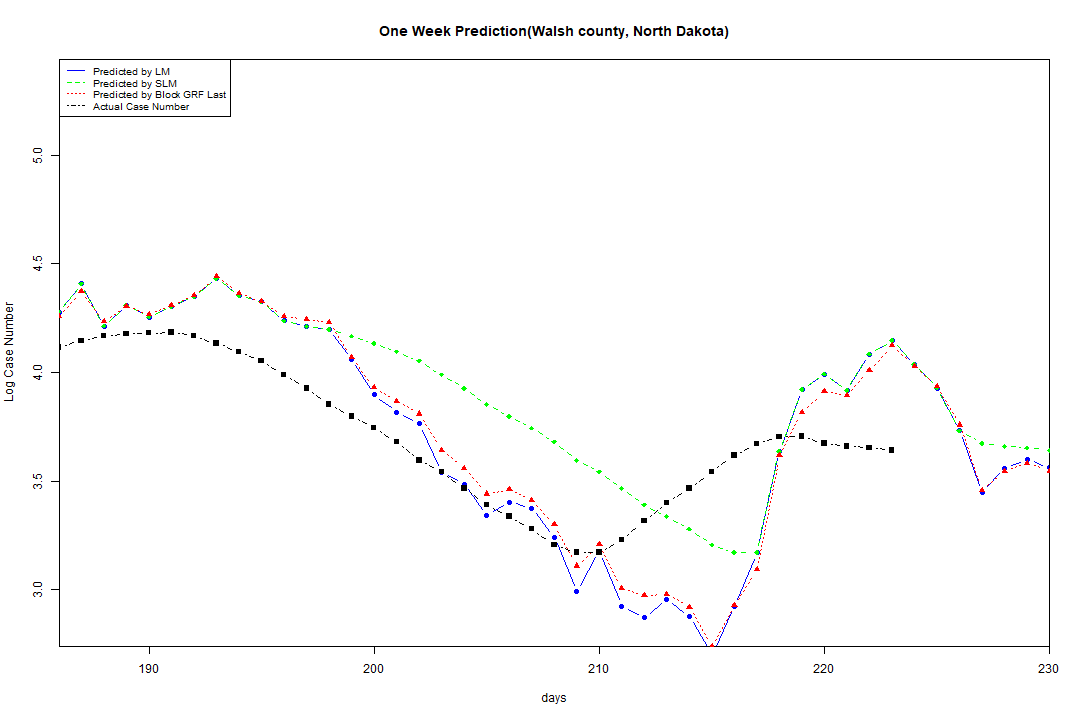 One Week Prediction(Walsh county, North Dakota)
Predicted by LM
Predicted by SLM
Predicted by Block GRF Last
Actual Case Number
Log Case Number
5.0
4.5
4.0
3.5
3.0
190 200 210 220 230
days